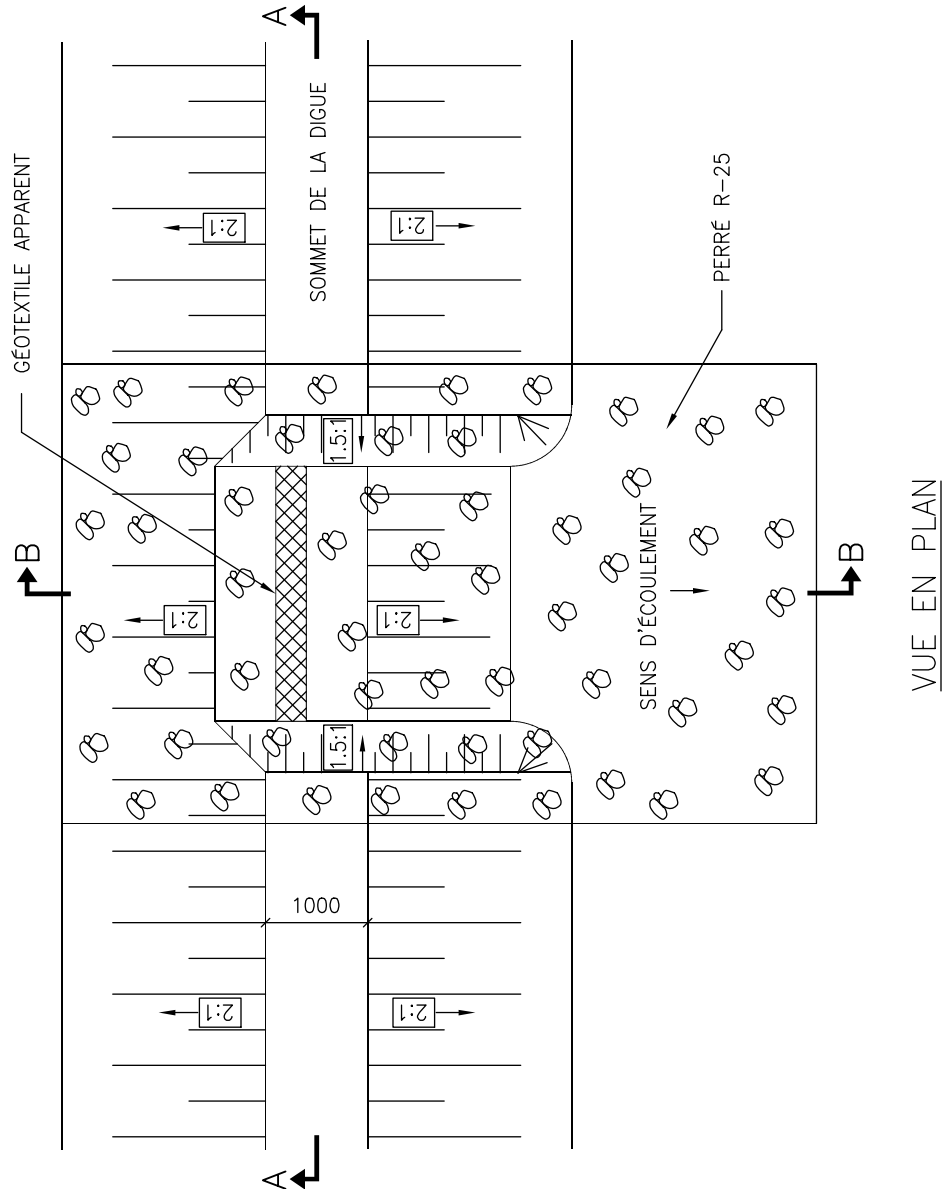 A
A
GÉOTEXTILE APPARENT
SOMMET DE LA DIGUE
2:1
2:1
PERRÉ R-25
1.5:1
B
B
2:1
2:1
SENS D'ÉCOULEMENT
1.5:1
1000
2:1
2:1
VUE EN PLAN